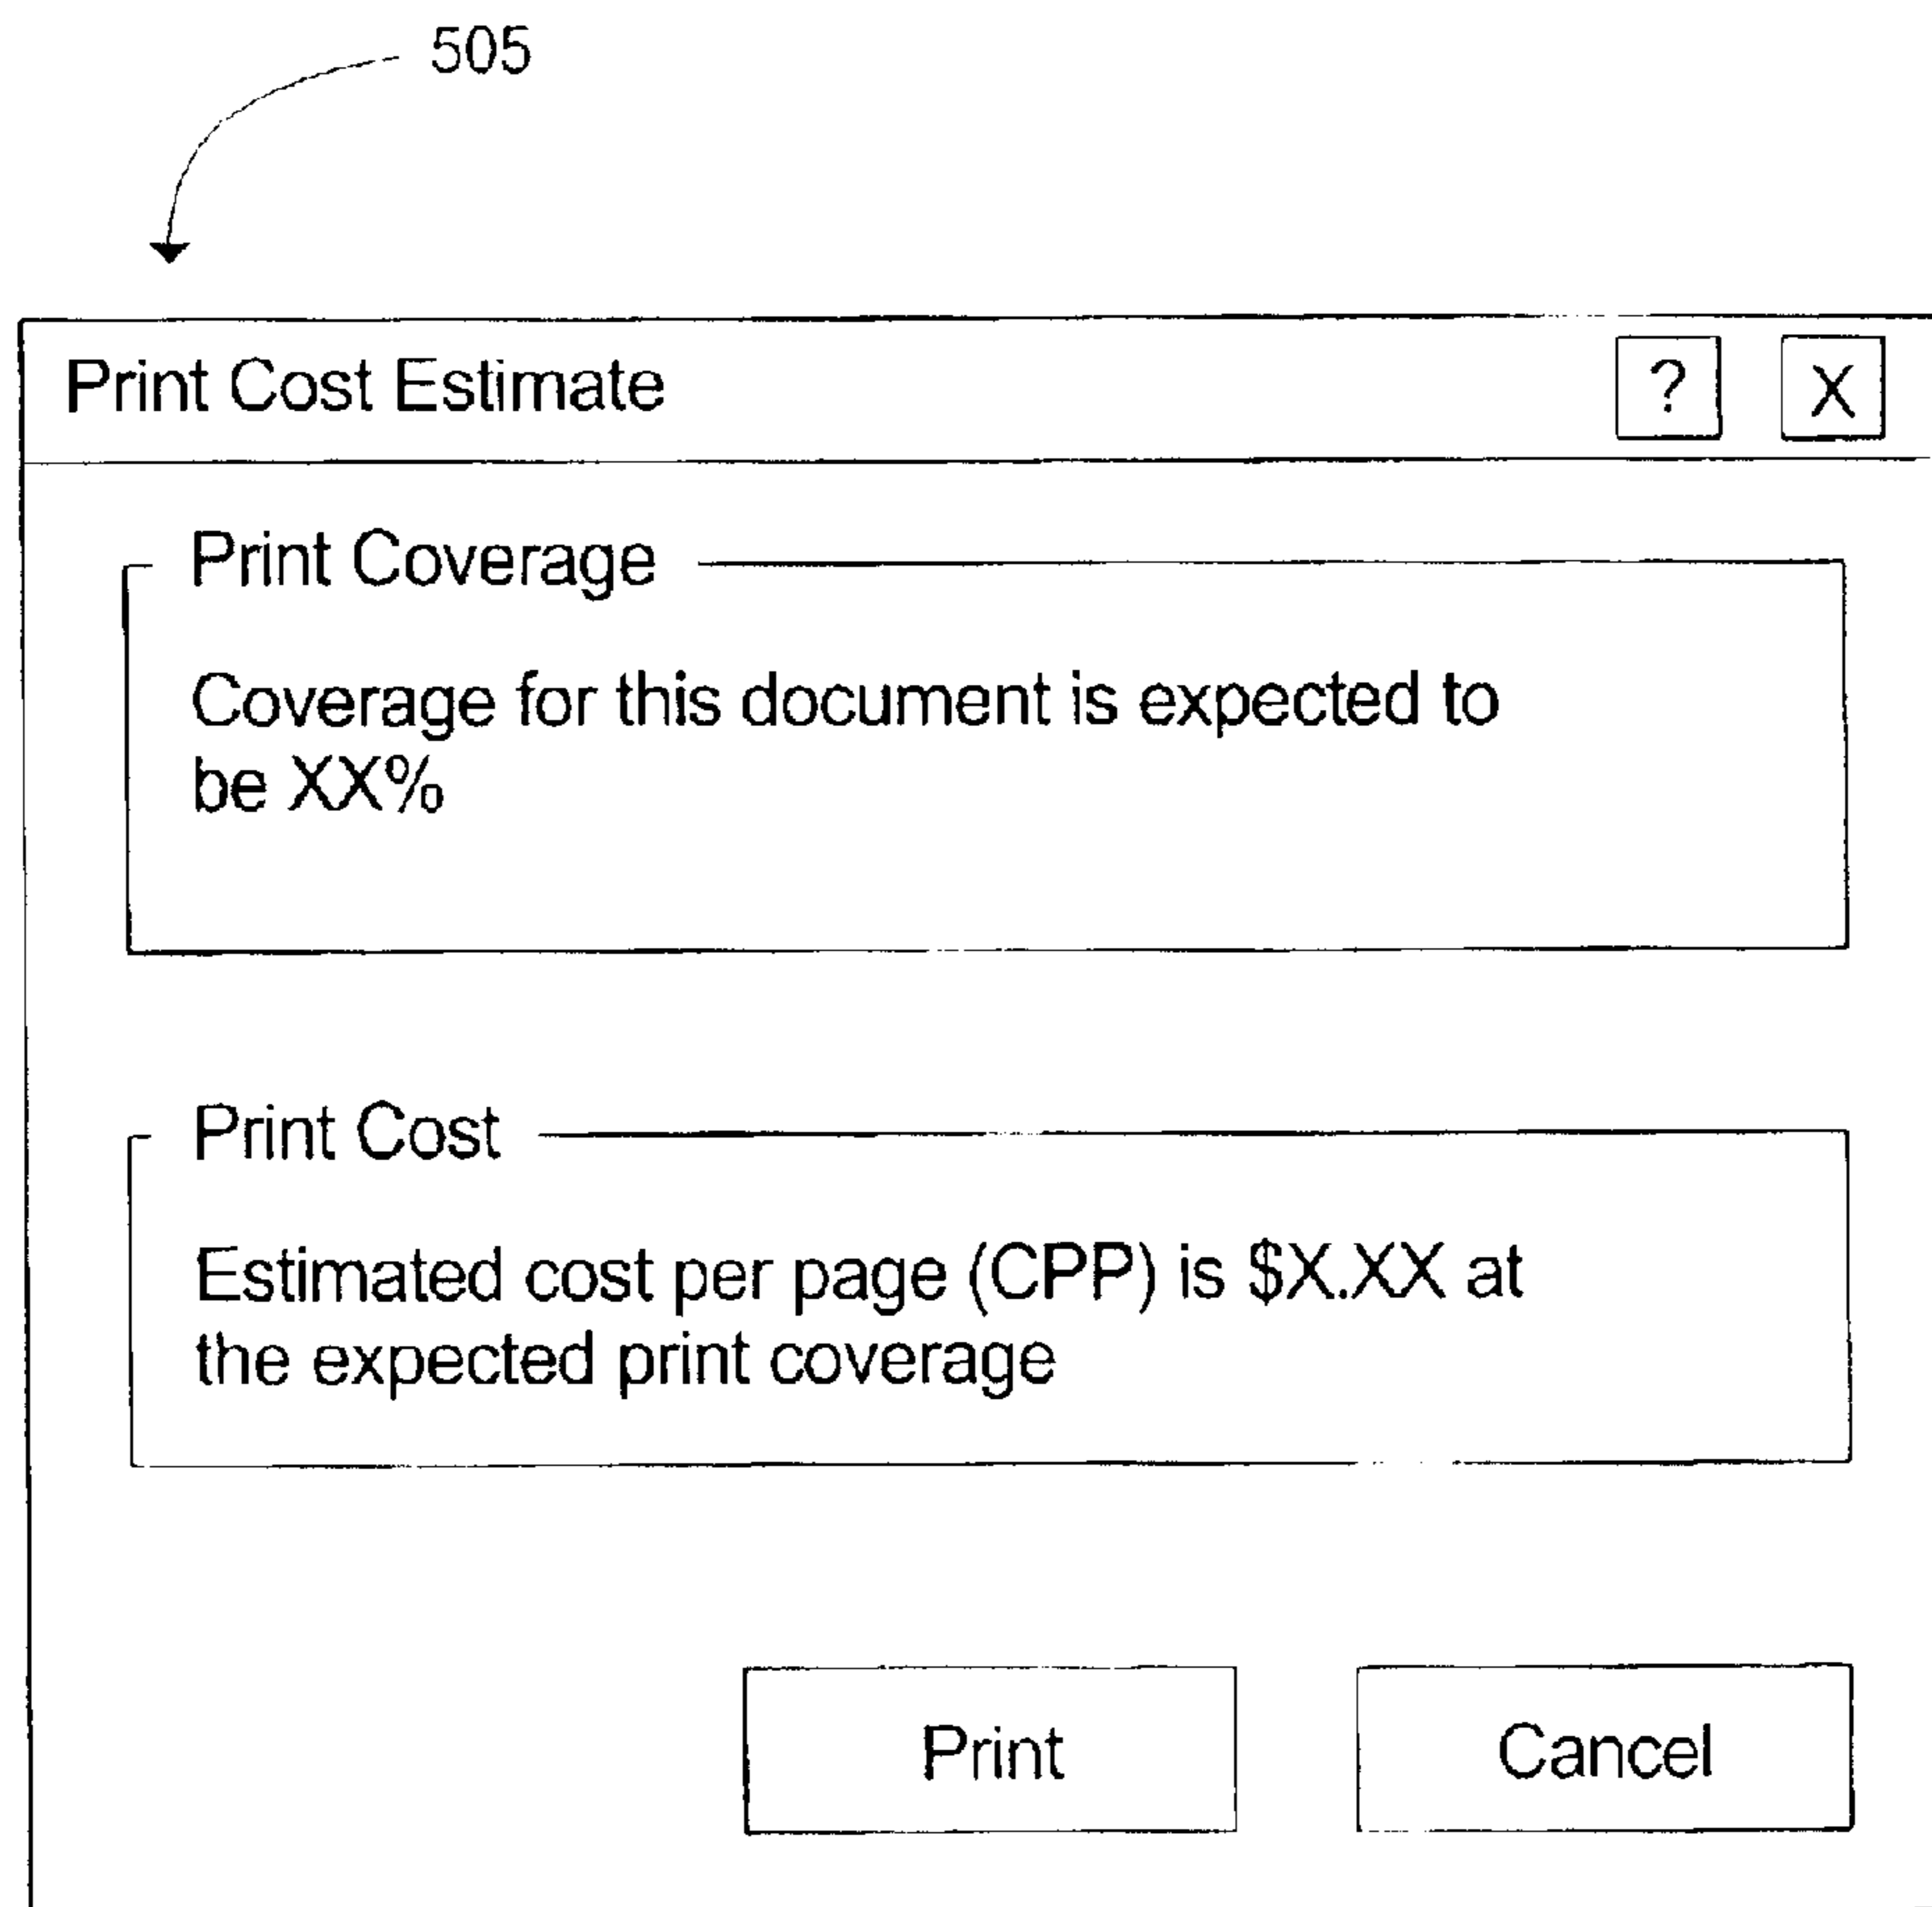 505
Print Cost Estimate ? X
Print Coverage
Coverage for this document is expected to
be XX%
Print Cost
Estimated cost per page (CPP) is $X.XX at
the expected print coverage
Print Cancel